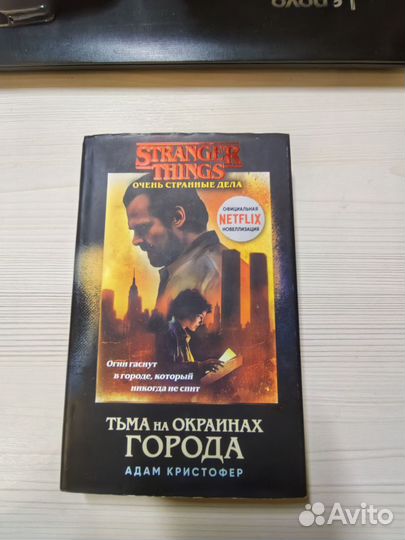 Lenovo
STRANGER
THINGS
ОЧЕНЬ СТРАННЫЕ ДЕЛА
ОФИЦИАЛЬНАЯ
NETFLIX
НОВЕЛЛИЗАЦИЯ
Огни гаснут
в городе, который
никогда не спит
ТЬМА НА ОКРАИНАХ
ГОРОДА
АДАМ КРИСТОФЕР
Avito